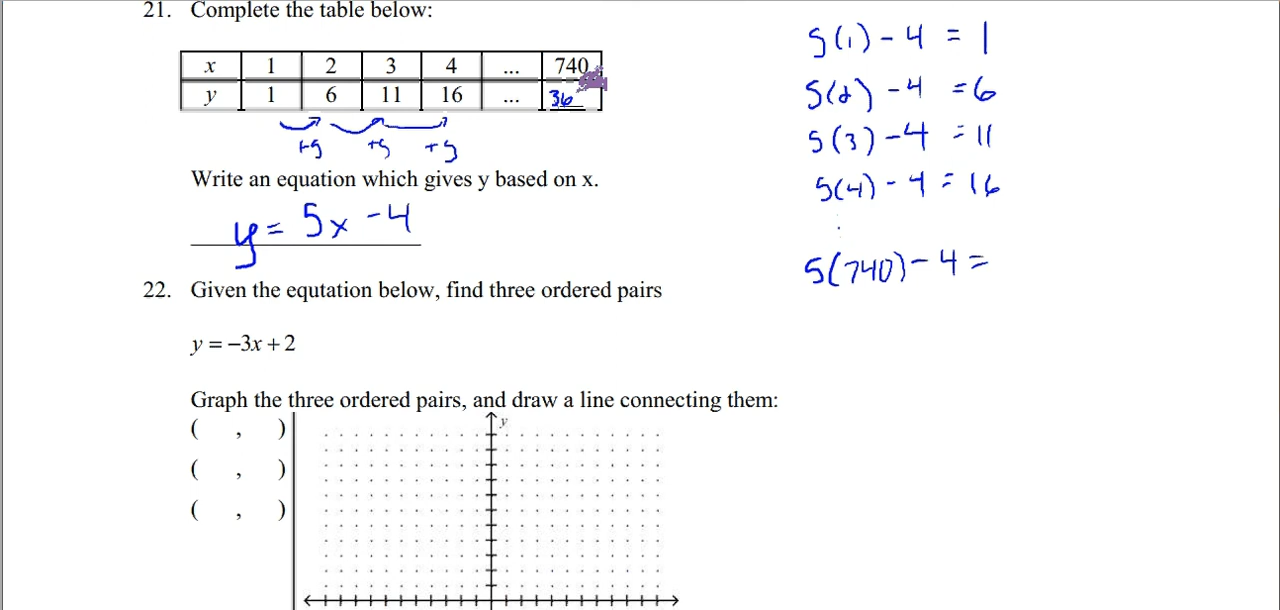 21. Complete the table below:
x 1 2 3 4 ... 740
y 1 6 11 16 ... 36
+5 +5 +5
Write an equation which gives y based on x.
y = 5x - 4
5(1) - 4 = 1
5(2) - 4 = 6
5(3) - 4 = 11
5(4) - 4 = 16
5(740) - 4 =
22. Given the equtation below, find three ordered pairs
y = −3x + 2
Graph the three ordered pairs, and draw a line connecting them:
( , )
( , )
( , )
y